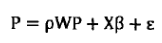 P = ρWP + Xβ + ε